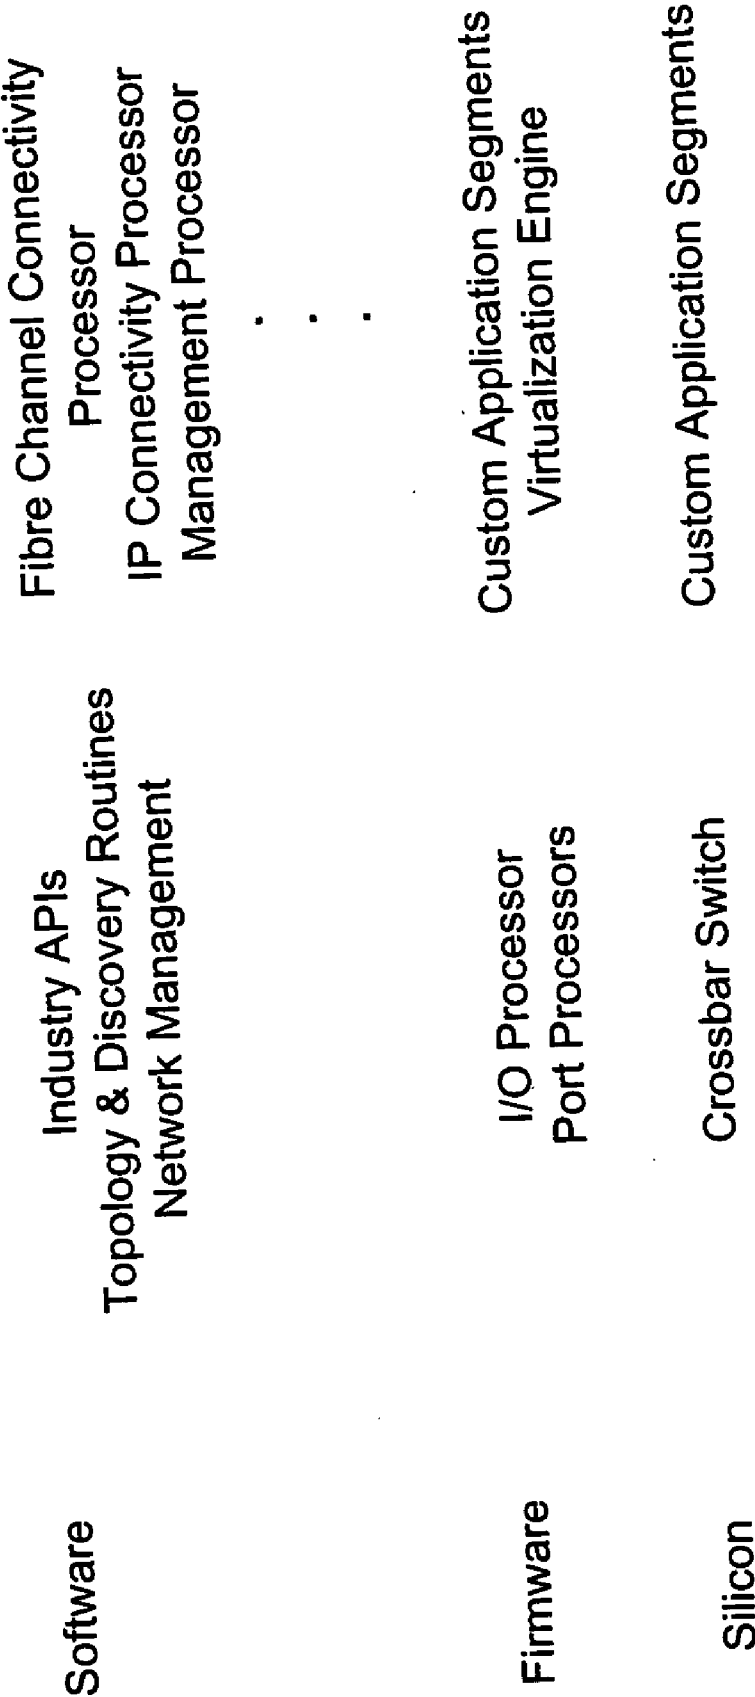 Software
Industry APIs
Topology & Discovery Routines
Network Management
Fibre Channel Connectivity
Processor
IP Connectivity Processor
Management Processor
. . .
Firmware
I/O Processor
Port Processors
Custom Application Segments
Virtualization Engine
Silicon
Crossbar Switch
Custom Application Segments